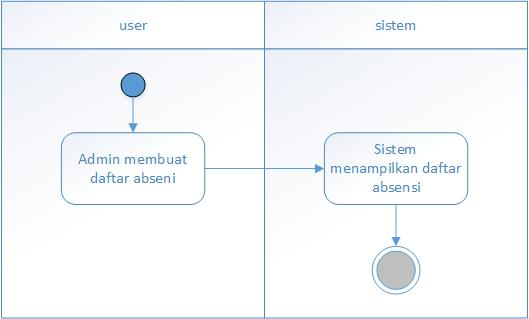 user
sistem
Admin membuat
daftar abseni
Sistem
menampilkan daftar
absensi